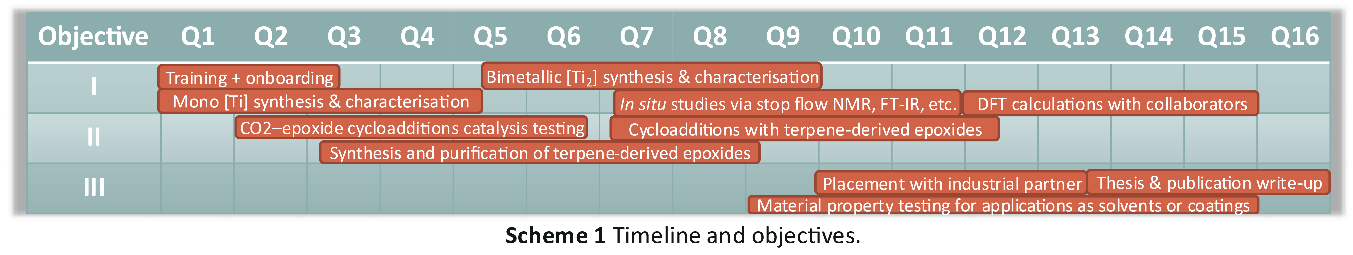 Objective Q1 Q2 Q3 Q4 Q5 Q6 Q7 Q8 Q9 Q10 Q11 Q12 Q13 Q14 Q15 Q16
I
Training + onboarding
Bimetallic [Ti₂] synthesis & characterisation
Mono [Ti] synthesis & characterisation
In situ studies via stop flow NMR, FT-IR, etc.
DFT calculations with collaborators
II
CO2–epoxide cycloadditions catalysis testing
Cycloadditions with terpene-derived epoxides
Synthesis and purification of terpene-derived epoxides
III
Placement with industrial partner
Thesis & publication write-up
Material property testing for applications as solvents or coatings
Scheme 1 Timeline and objectives.